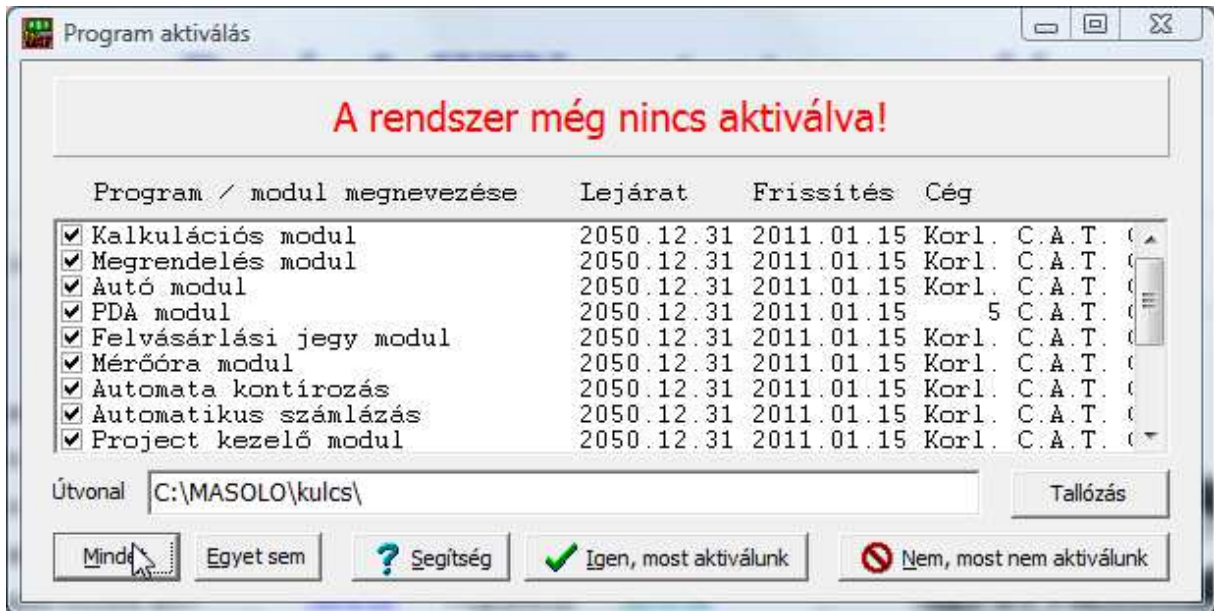 Program aktiválás
A rendszer még nincs aktiválva!
Program / modul megnevezése Lejárat Frissítés Cég
Kalkulációs modul 2050.12.31 2011.01.15 Korl. C.A.T.
Megrendelés modul 2050.12.31 2011.01.15 Korl. C.A.T.
Autó modul 2050.12.31 2011.01.15 Korl. C.A.T.
PDA modul 2050.12.31 2011.01.15 5 C.A.T.
Felvásárlási jegy modul 2050.12.31 2011.01.15 Korl. C.A.T.
Mérőóra modul 2050.12.31 2011.01.15 Korl. C.A.T.
Automata kontírozás 2050.12.31 2011.01.15 Korl. C.A.T.
Automatikus számlázás 2050.12.31 2011.01.15 Korl. C.A.T.
Project kezelő modul 2050.12.31 2011.01.15 Korl. C.A.T.
Útvonal C:\MASOLO\kulcs\ Tallózás
Egyet sem ? Segítség Igen, most aktiválunk Nem, most nem aktiválunk